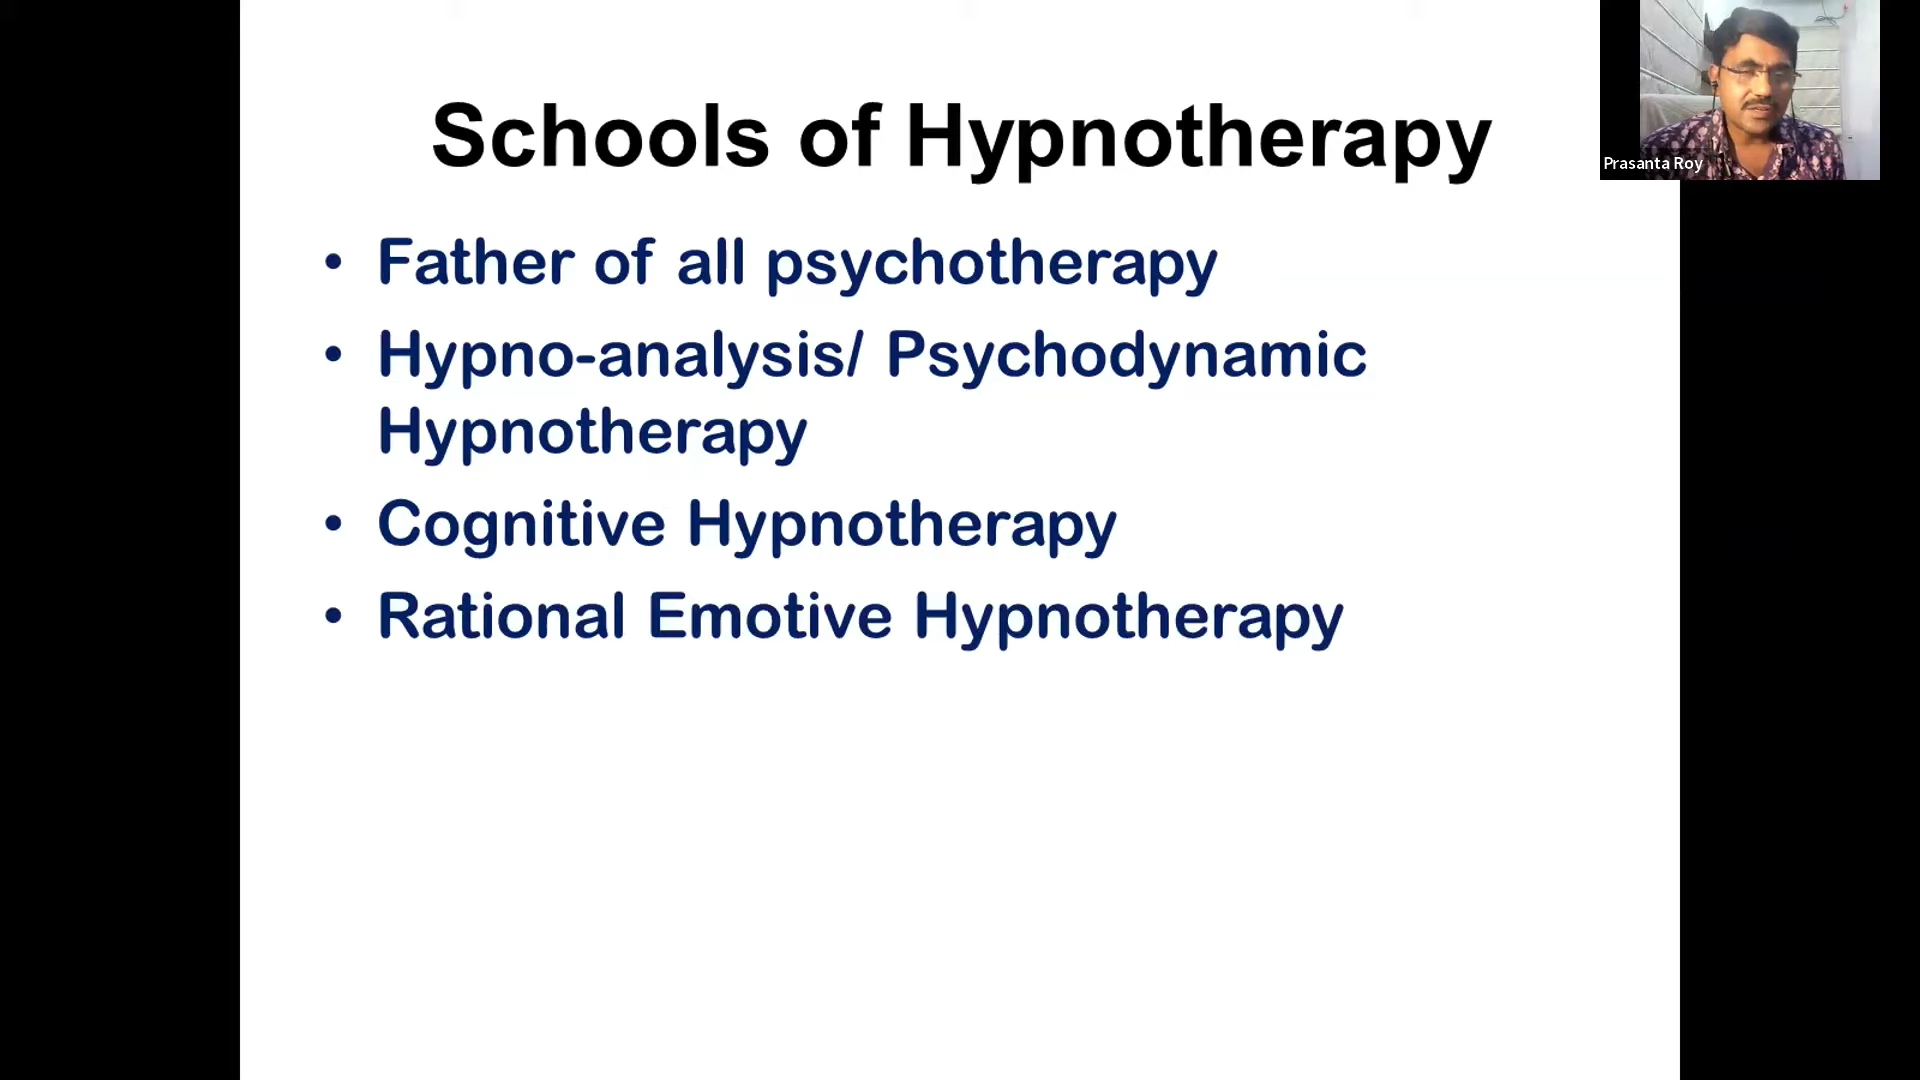 Schools of Hypnotherapy
Prasanta Roy
• Father of all psychotherapy
• Hypno-analysis/ Psychodynamic
Hypnotherapy
• Cognitive Hypnotherapy
• Rational Emotive Hypnotherapy